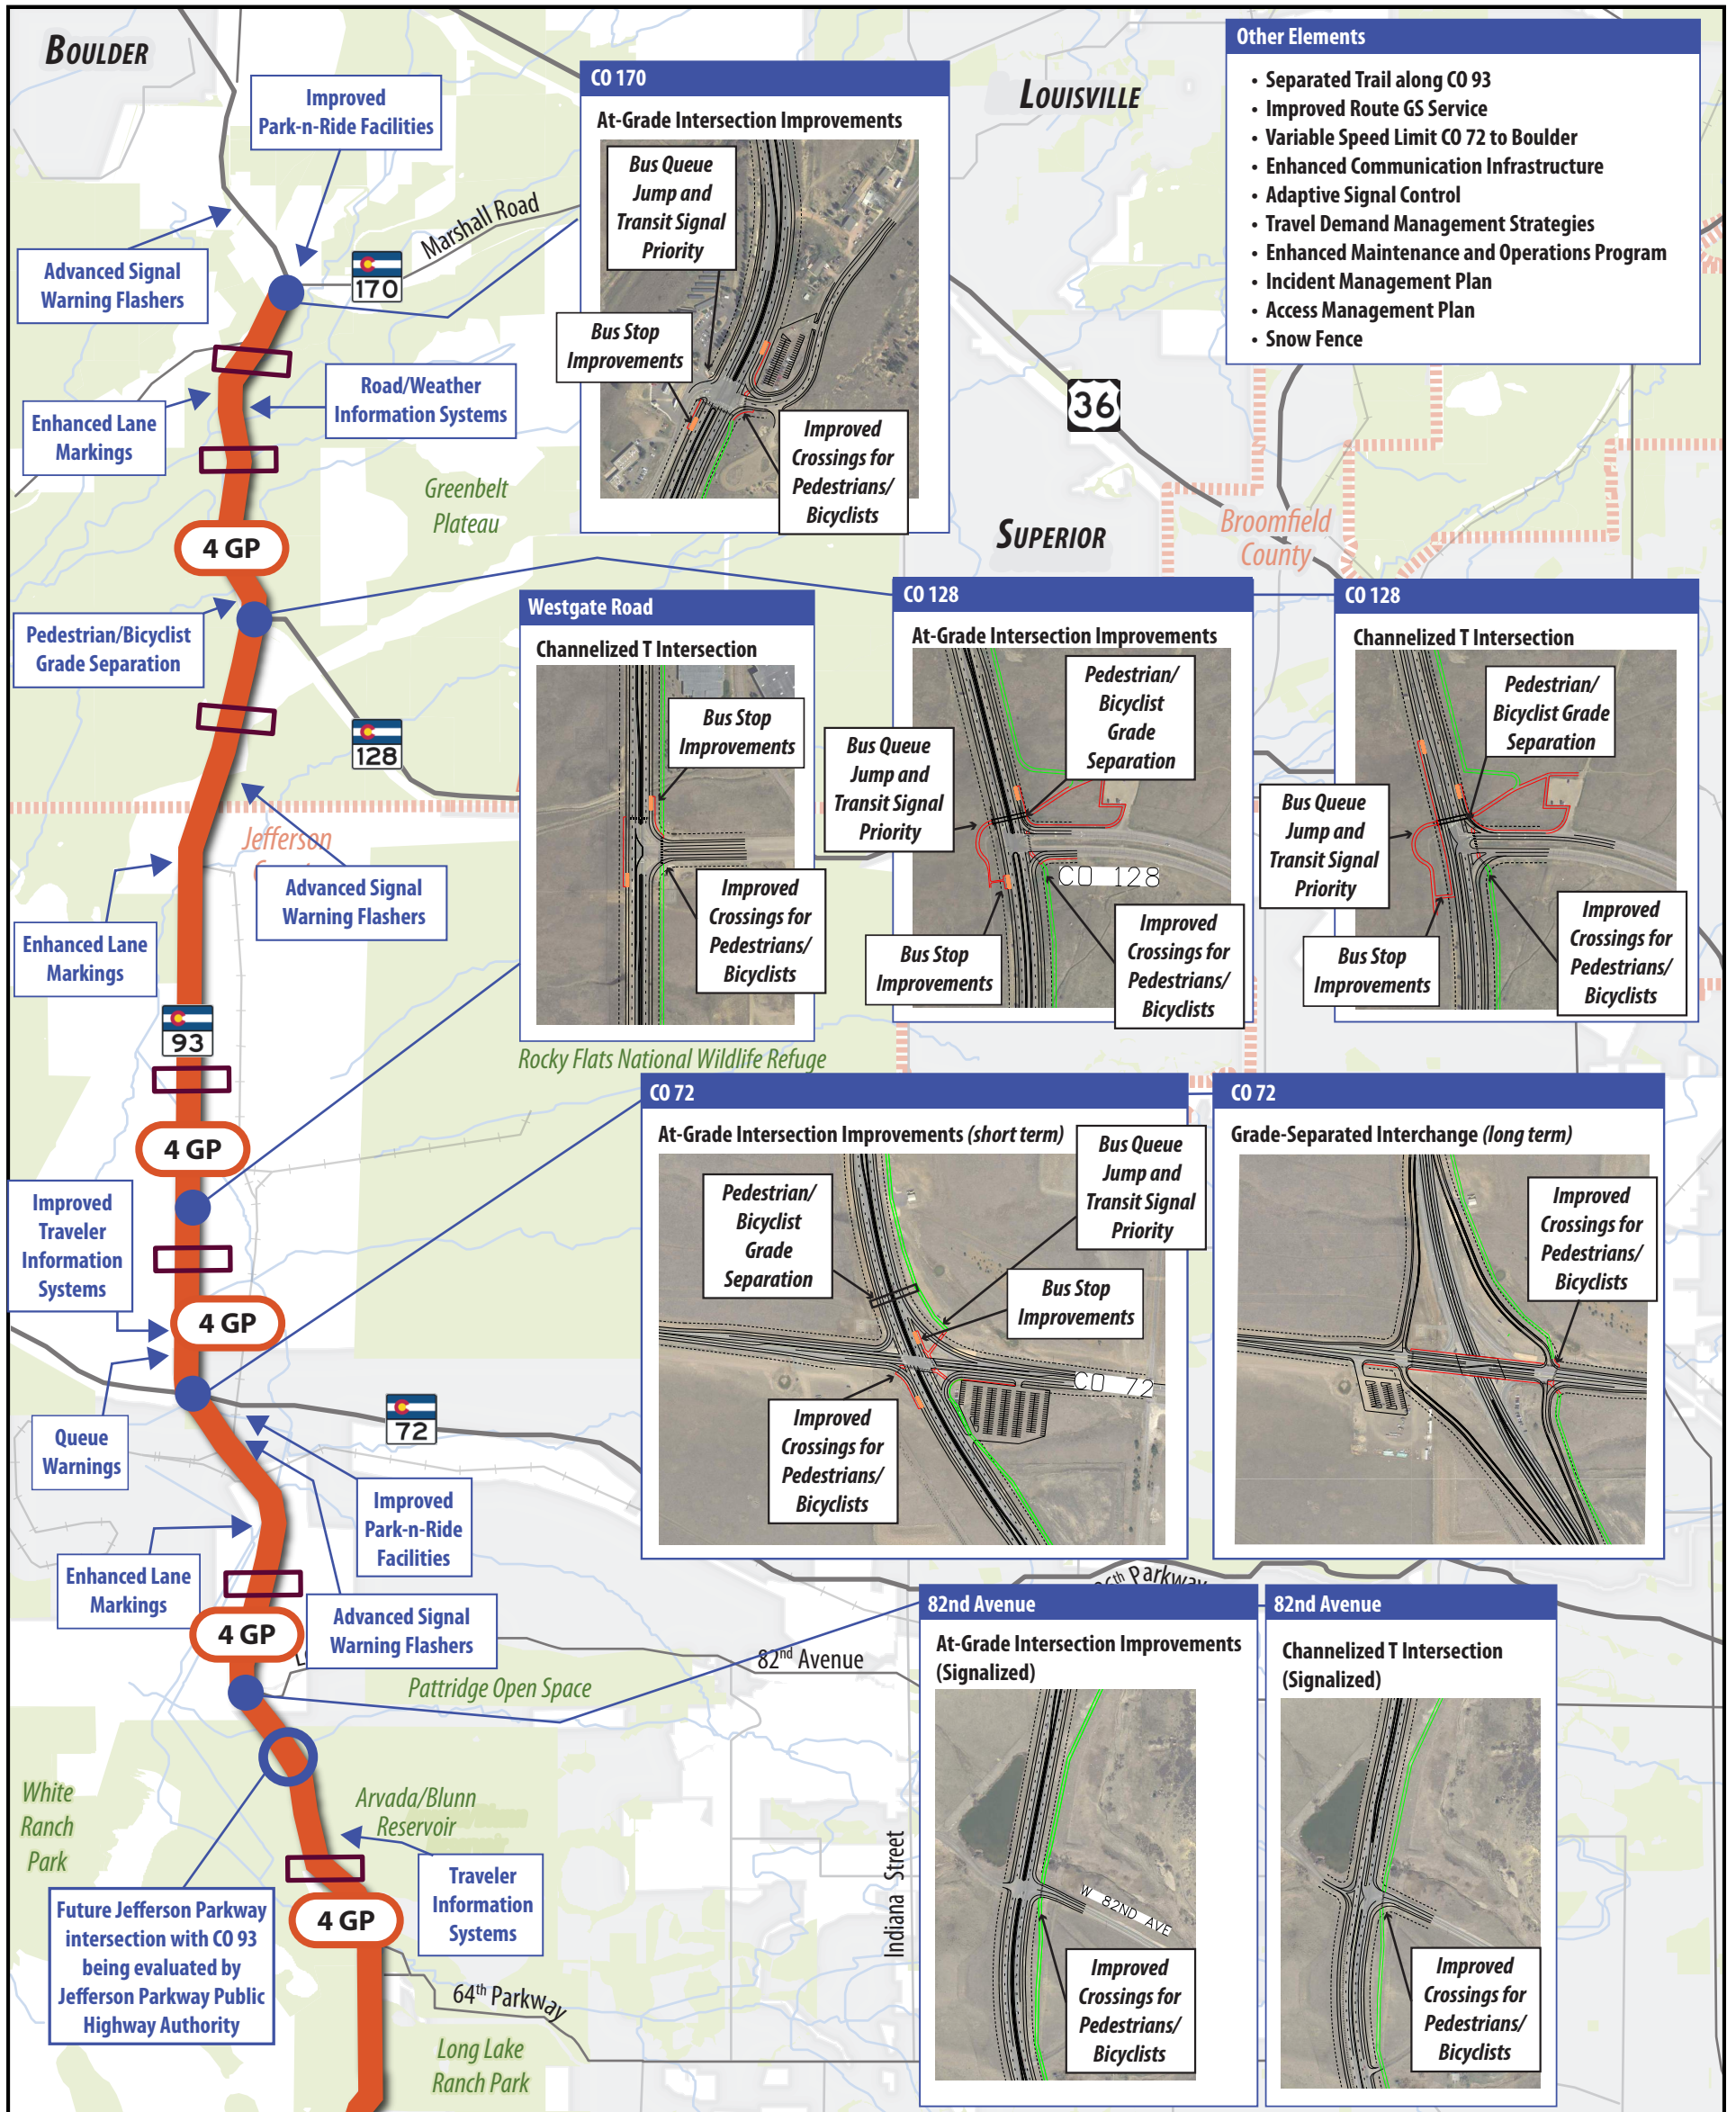 BOULDER
Improved
Park-n-Ride Facilities
Advanced Signal
Warning Flashers
Marshall Road
170
Enhanced Lane
Markings
Road/Weather
Information Systems
Greenbelt
Plateau
4 GP
Pedestrian/Bicyclist
Grade Separation
128
Jefferson
Advanced Signal
Warning Flashers
Enhanced Lane
Markings
93
4 GP
Improved
Traveler
Information
Systems
4 GP
Queue
Warnings
72
Improved
Park-n-Ride
Facilities
Enhanced Lane
Markings
Advanced Signal
Warning Flashers
4 GP
82nd Avenue
Pattridge Open Space
White
Ranch
Park
Arvada/Blunn
Reservoir
Traveler
Information
Systems
Future Jefferson Parkway
intersection with CO 93
being evaluated by
Jefferson Parkway Public
Highway Authority
4 GP
64th Parkway
Long Lake
Ranch Park
Indiana Street
CO 170
At-Grade Intersection Improvements
Bus Queue
Jump and
Transit Signal
Priority
Bus Stop
Improvements
Improved
Crossings for
Pedestrians/
Bicyclists
LOUISVILLE
36
SUPERIOR
Broomfield
County
Other Elements
• Separated Trail along CO 93
• Improved Route GS Service
• Variable Speed Limit CO 72 to Boulder
• Enhanced Communication Infrastructure
• Adaptive Signal Control
• Travel Demand Management Strategies
• Enhanced Maintenance and Operations Program
• Incident Management Plan
• Access Management Plan
• Snow Fence
Westgate Road
Channelized T Intersection
Bus Stop
Improvements
Improved
Crossings for
Pedestrians/
Bicyclists
Rocky Flats National Wildlife Refuge
CO 128
At-Grade Intersection Improvements
Pedestrian/
Bicyclist
Grade
Separation
Bus Queue
Jump and
Transit Signal
Priority
CO 128
Bus Stop
Improvements
Improved
Crossings for
Pedestrians/
Bicyclists
CO 128
Channelized T Intersection
Pedestrian/
Bicyclist Grade
Separation
Bus Queue
Jump and
Transit Signal
Priority
Bus Stop
Improvements
Improved
Crossings for
Pedestrians/
Bicyclists
CO 72
At-Grade Intersection Improvements (short term)
Bus Queue
Jump and
Transit Signal
Priority
Pedestrian/
Bicyclist
Grade
Separation
Bus Stop
Improvements
CO 72
Improved
Crossings for
Pedestrians/
Bicyclists
CO 72
Grade-Separated Interchange (long term)
Improved
Crossings for
Pedestrians/
Bicyclists
Parkway
82nd Avenue
At-Grade Intersection Improvements
(Signalized)
W 82ND AVE
Improved
Crossings for
Pedestrians/
Bicyclists
82nd Avenue
Channelized T Intersection
(Signalized)
Improved
Crossings for
Pedestrians/
Bicyclists